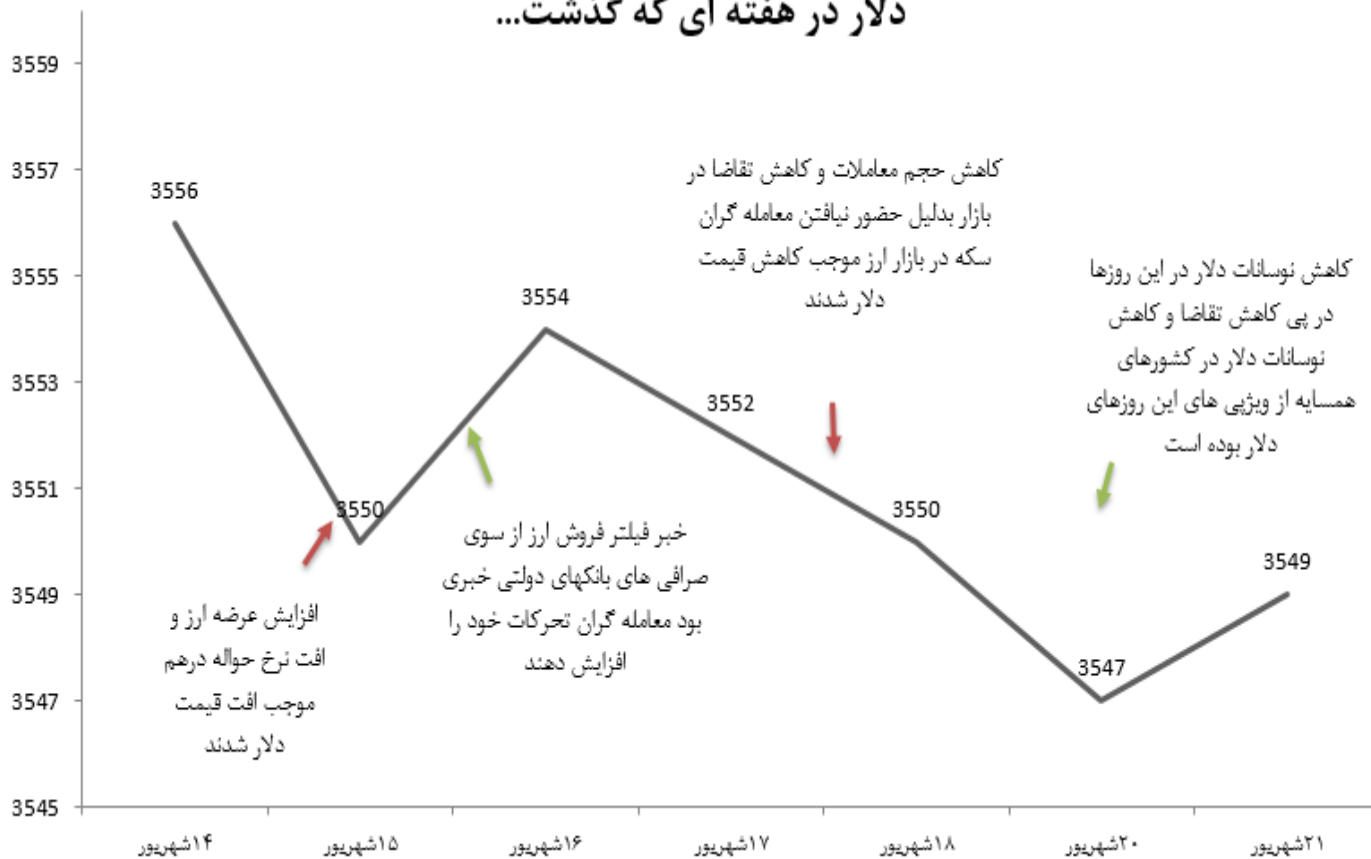 دلار در هفته ای که گذشت...
3559
3557
3555
3553
3551
3549
3547
3545
3556
3550
3554
3552
3550
3547
3549
کاهش حجم معاملات و کاهش تقاضا در
بازار بدلیل حضور نیافتن معامله گران
سکه در بازار ارز موجب کاهش قیمت
دلار شدند
کاهش نوسانات دلار در این روزها
در پی کاهش تقاضا و کاهش
نوسانات دلار در کشورهای
همسایه از ویژپی های این روزهای
دلار بوده است
خبر فیلتر فروش ارز از سوی
صرافی های بانکهای دولتی خبری
بود معامله گران تحرکات خود را
افزایش دهند
افزایش عرضه ارز و
افت نرخ حواله درهم
موجب افت قیمت
دلار شدند
۱۴شهریور
۱۵شهریور
۱۶شهریور
۱۷شهریور
۱۸شهریور
۲۰شهریور
۲۱شهریور